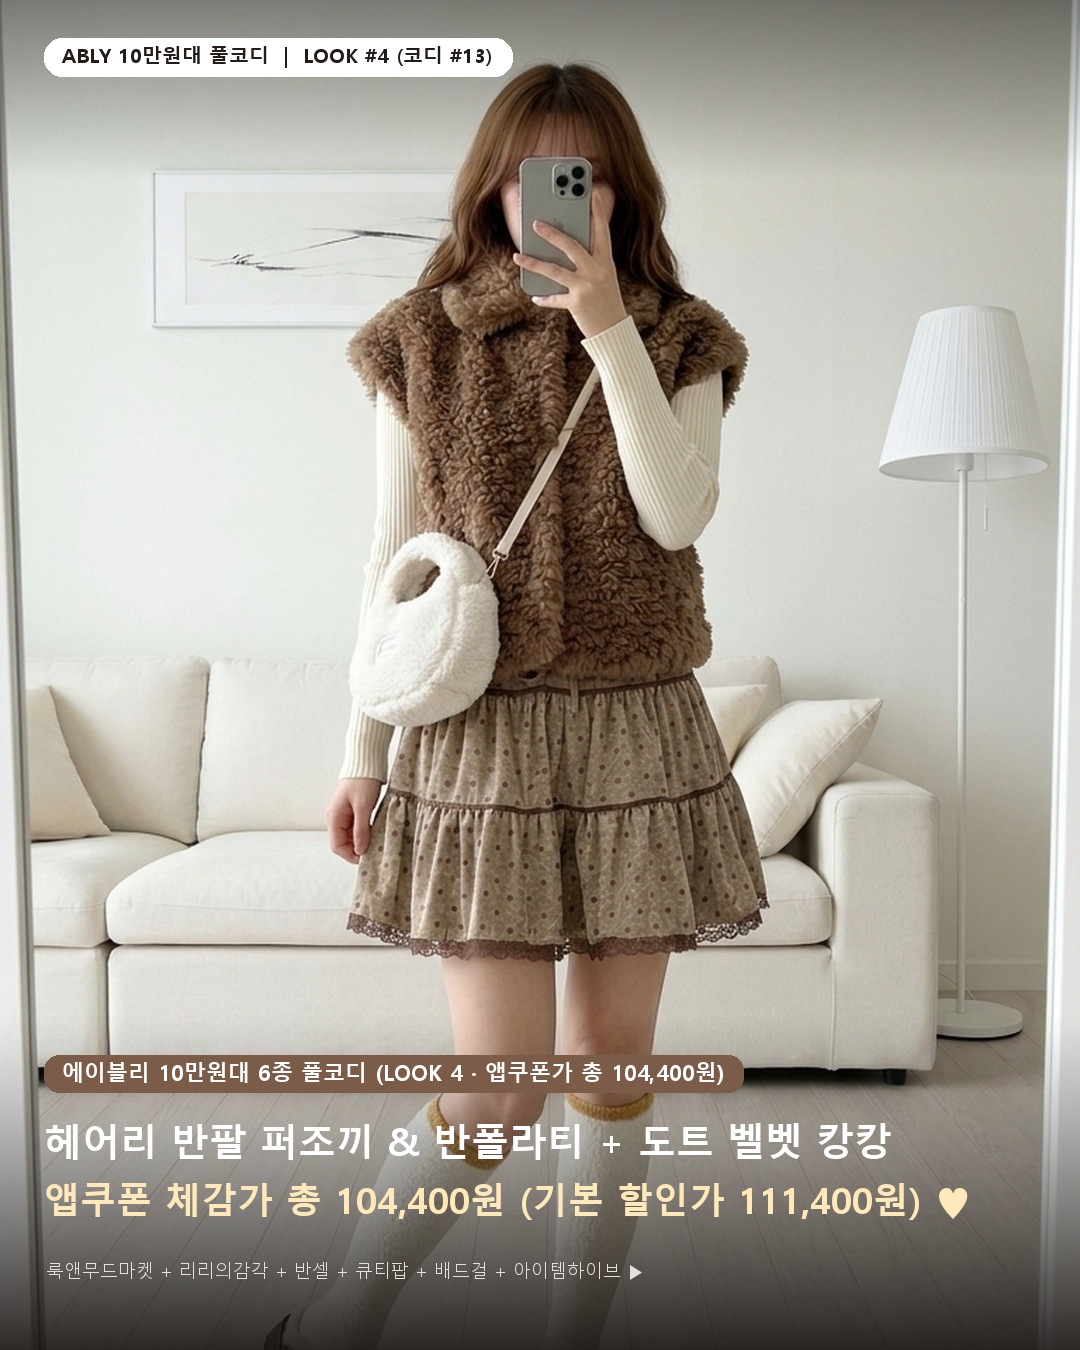 ABLY 10만원대 풀코디 | LOOK #4 (코디 #13)
에이블리 10만원대 6종 풀코디 (LOOK 4 · 앱쿠폰가 총 104,400원)
헤어리 반팔 퍼조끼 & 반폴라티 + 도트 벨벳 캉캉
앱쿠폰 체감가 총 104,400원 (기본 할인가 111,400원) ♥
룩앤무드마켓 + 리리의감각 + 반셀 + 큐티팝 + 배드걸 + 아이템하이브 ▶